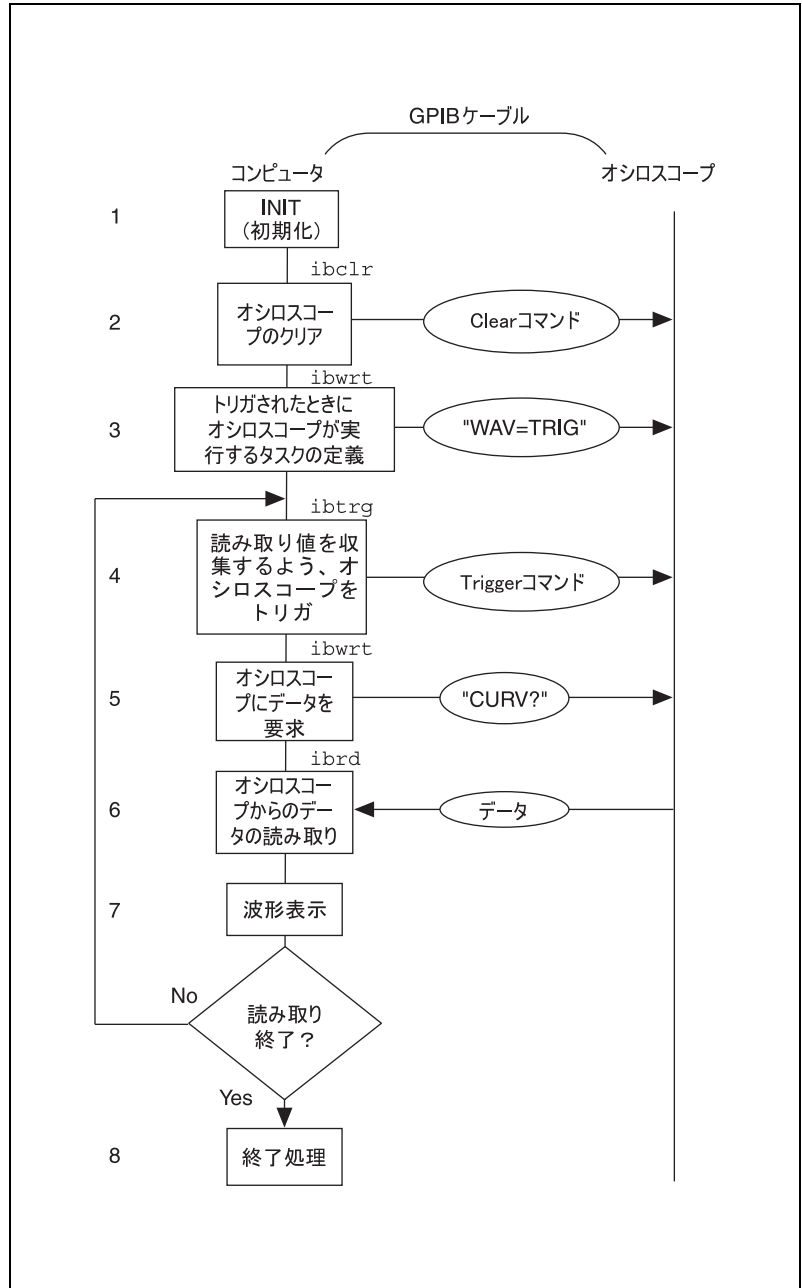 GPIBケーブル
コンピュータ
オシロスコープ
1
INIT
(初期化)
ibclr
2
オシロスコー
プのクリア
Clearコマンド
ibwrt
3
トリガされたときに
オシロスコープが実
行するタスクの定義
"WAV=TRIG"
ibtrg
4
読み取り値を収
集するよう、オ
シロスコープを
トリガ
Triggerコマンド
ibwrt
5
オシロスコー
プにデータを
要求
"CURV?"
ibrd
6
オシロスコー
プからのデー
タの読み取り
データ
7
波形表示
No
読み取り
終了？
Yes
8
終了処理